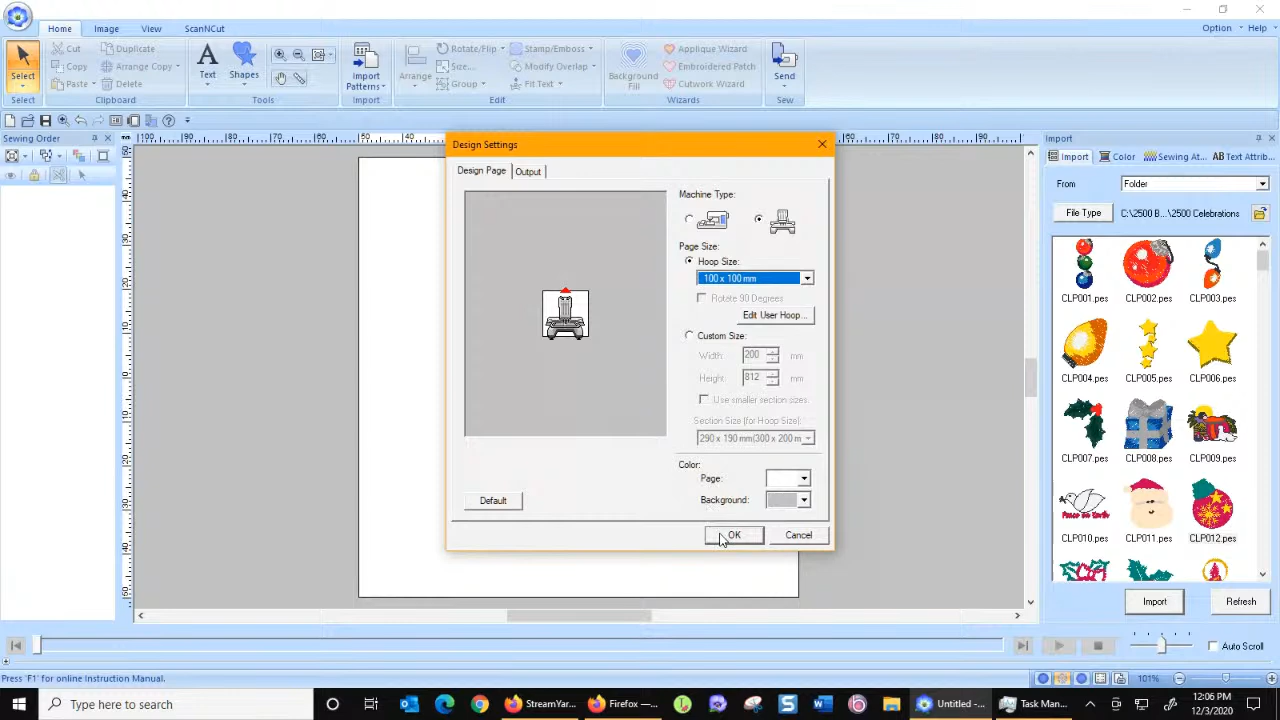 Home Image View ScanNCut Option Help
Select Cut Copy Paste Duplicate Arrange Copy Delete Text Shapes Import Patterns Arrange Rotate/Flip Size... Group Stamp/Emboss Modify Overlap Fit Text Background Fill Applique Wizard Embroidered Patch Cutwork Wizard Send
Select Clipboard Tools Import Edit Wizards Sew
Sewing Order
Import
Import Color Sewing At... Text Attrib...
From Folder
File Type C:\2500 B...\2500 Celebrations
CLP001.pes CLP002.pes CLP003.pes
CLP004.pes CLP005.pes CLP006.pes
CLP007.pes CLP008.pes CLP009.pes
Peace on Earth
CLP010.pes CLP011.pes CLP012.pes
Import Refresh
Design Settings
Design Page Output
Machine Type:
Page Size:
Hoop Size:
100 x 100 mm
Rotate 90 Degrees
Edit User Hoop...
Custom Size:
Width: 200 mm
Height: 812 mm
Use smaller section sizes.
Section Size (for Hoop Size):
290 x 190 mm(300 x 200 m
Color:
Page:
Background:
Default
OK Cancel
Auto Scroll
Press 'F1' for online Instruction Manual.
101%
Type here to search
StreamYar...
Firefox —...
Untitled -...
Task Man...
12:06 PM
12/3/2020